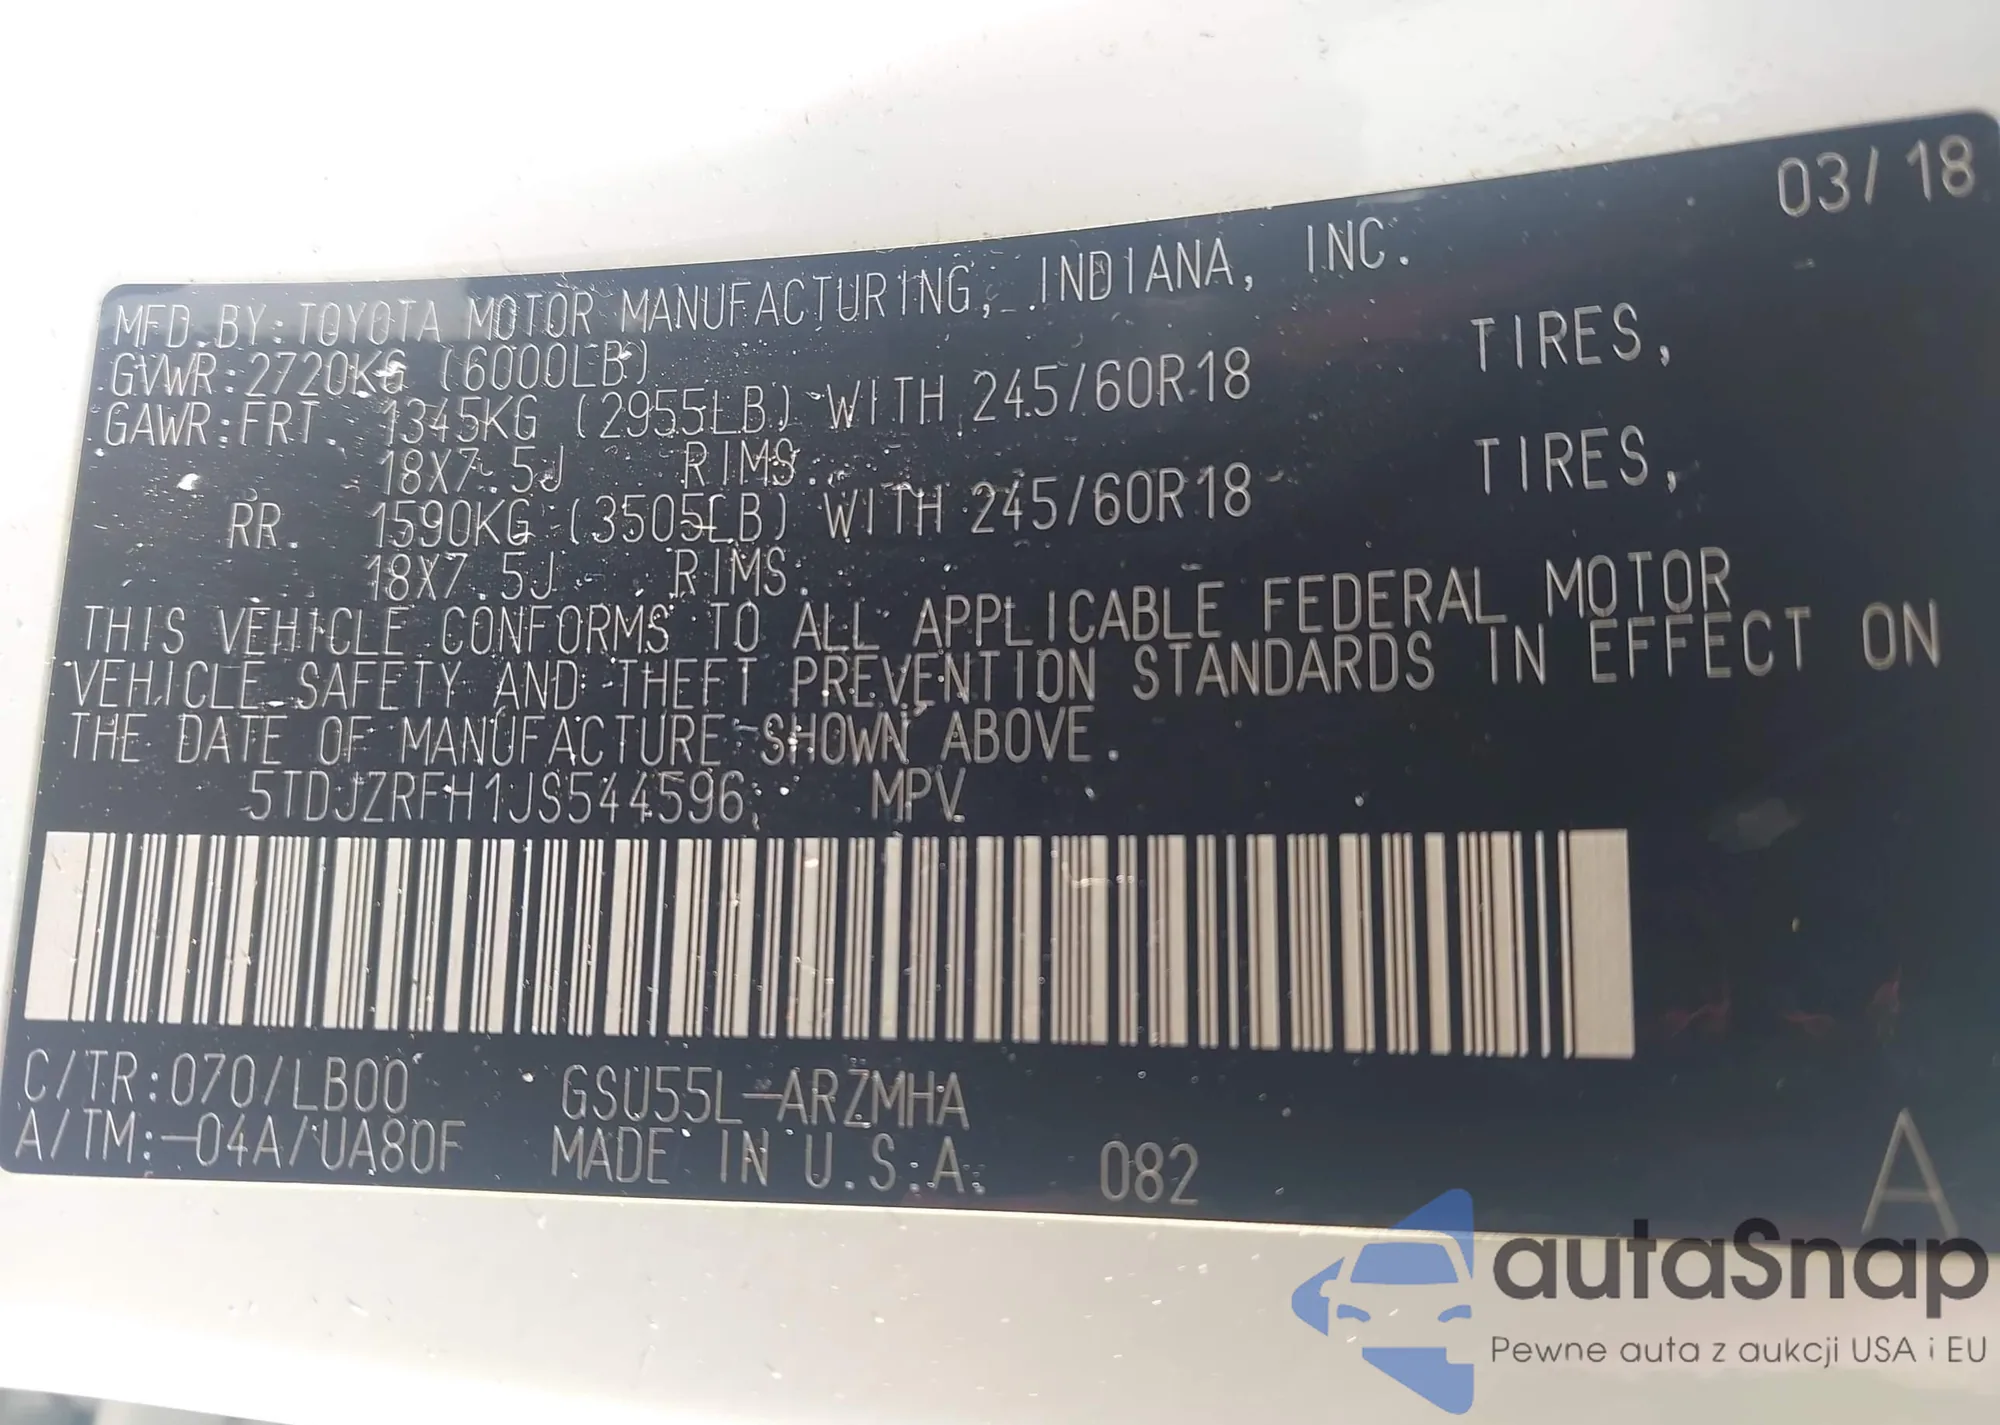 03/18
MFD.BY:TOYOTA MOTOR MANUFACTURING, INDIANA, INC.
GVWR:2720KG (6000LB)
GAWR:FRT. 1345KG (2955LB) WITH 245/60R18 TIRES,
18X7.5J RIMS.
RR. 1590KG (3505LB) WITH 245/60R18 TIRES,
18X7.5J RIMS.
THIS VEHICLE CONFORMS TO ALL APPLICABLE FEDERAL MOTOR
VEHICLE SAFETY AND THEFT PREVENTION STANDARDS IN EFFECT ON
THE DATE OF MANUFACTURE SHOWN ABOVE.
5TDJZRFH1JS544596 MPV
C/TR:070/LB00 GSU55L-ARZMHA
A/TM:-04A/UA80F MADE IN U.S.A. 082
A
autaSnap
Pewne auta z aukcji USA i EU